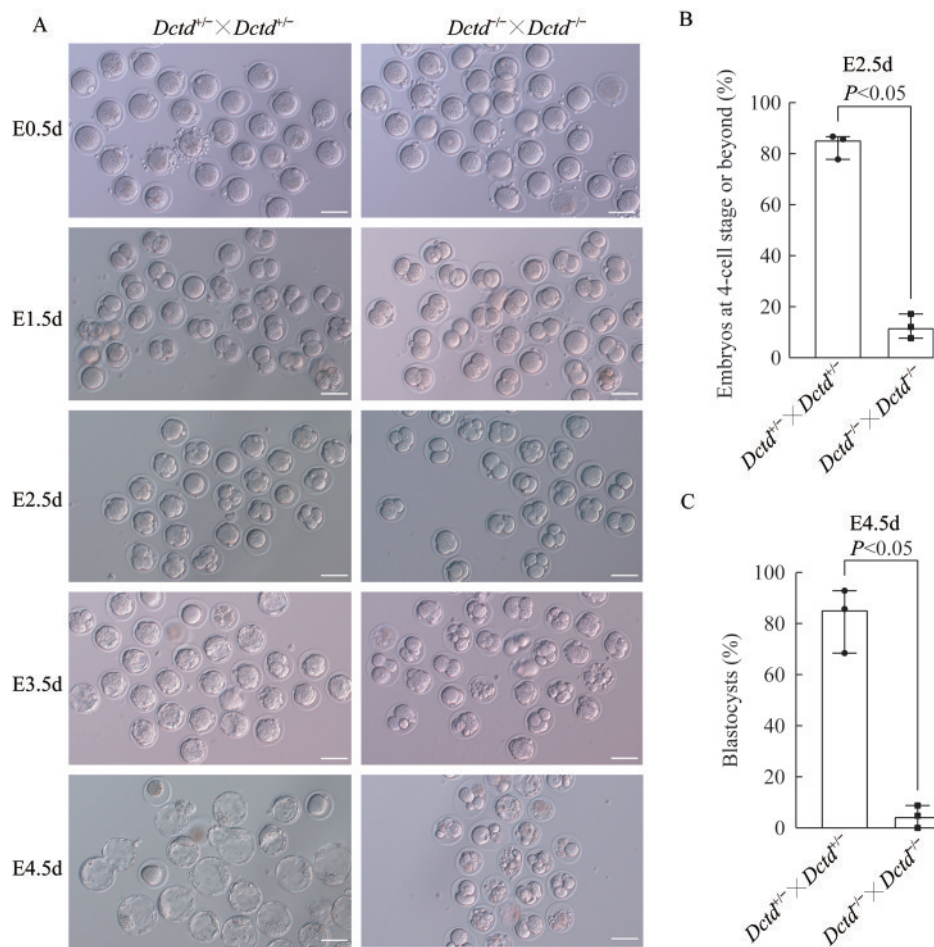 A
Dctd+/−×Dctd+/−
Dctd−/−×Dctd−/−
E0.5d
E1.5d
E2.5d
E3.5d
E4.5d
B
E2.5d
P<0.05
Embryos at 4-cell stage or beyond (%)
100
80
60
40
20
0
Dctd+/−×Dctd+/−
Dctd−/−×Dctd−/−
C
E4.5d
P<0.05
Blastocysts (%)
100
80
60
40
20
0
Dctd+/−×Dctd+/−
Dctd−/−×Dctd−/−